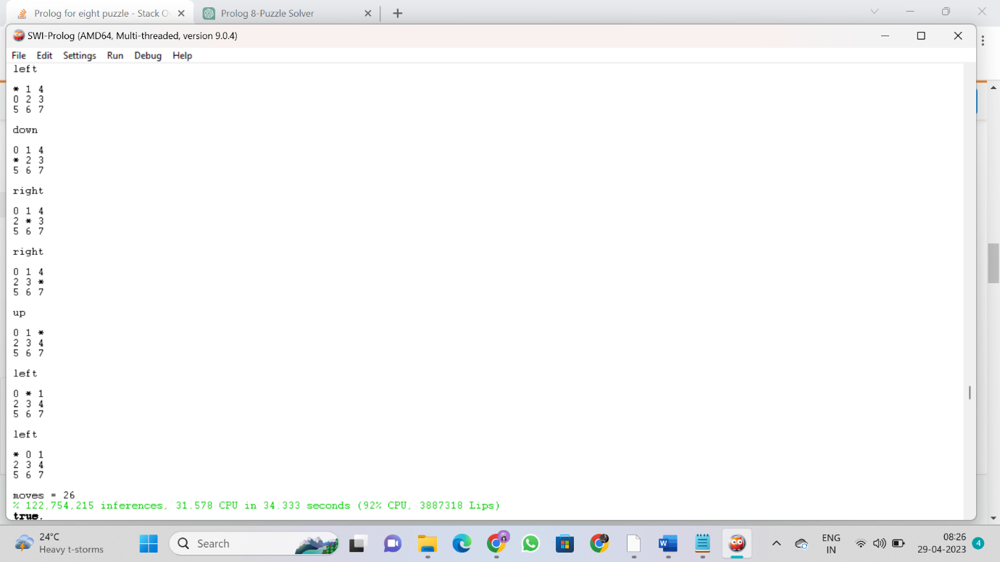 Prolog for eight puzzle - Stack O
Prolog 8-Puzzle Solver
SWI-Prolog (AMD64, Multi-threaded, version 9.0.4)
File Edit Settings Run Debug Help
left
* 1 4
0 2 3
5 6 7
down
0 1 4
* 2 3
5 6 7
right
0 1 4
2 * 3
5 6 7
right
0 1 4
2 3 *
5 6 7
up
0 1 *
2 3 4
5 6 7
left
0 * 1
2 3 4
5 6 7
left
* 0 1
2 3 4
5 6 7
moves = 26
% 122,754,215 inferences, 31.578 CPU in 34.333 seconds (92% CPU, 3887318 Lips)
true.
24°C
Heavy t-storms
Search
ENG
IN
08:26
29-04-2023
4